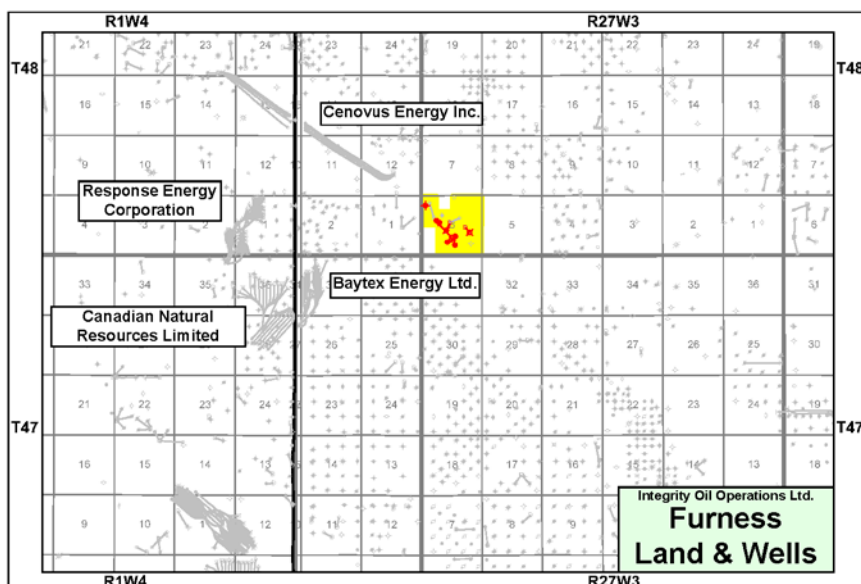 R1W4 R27W3
21 22 23 24 23 24 19 20 21 22 23 24 19
T48 T48
16 15 14 17 16 15 14 13 18
Cenovus Energy Inc.
9 10 11 12 11 12 7 8 9 10 11 12 7
Response Energy
Corporation
4 3 2 1 2 1 5 4 3 2 1 6
33 34 35 32 33 34 35 36 31
Baytex Energy Ltd.
Canadian Natural
Resources Limited
26 25 30 29 28 27 26 25 30
21 22 23 24 23 24 19 20 21 22 23 24 19
T47 T47
16 15 14 13 14 13 18 17 16 15 14 13 18
9 10 12 11 12 7 8 9
Integrity Oil Operations Ltd.
Furness
Land & Wells
R1W4 R27W3